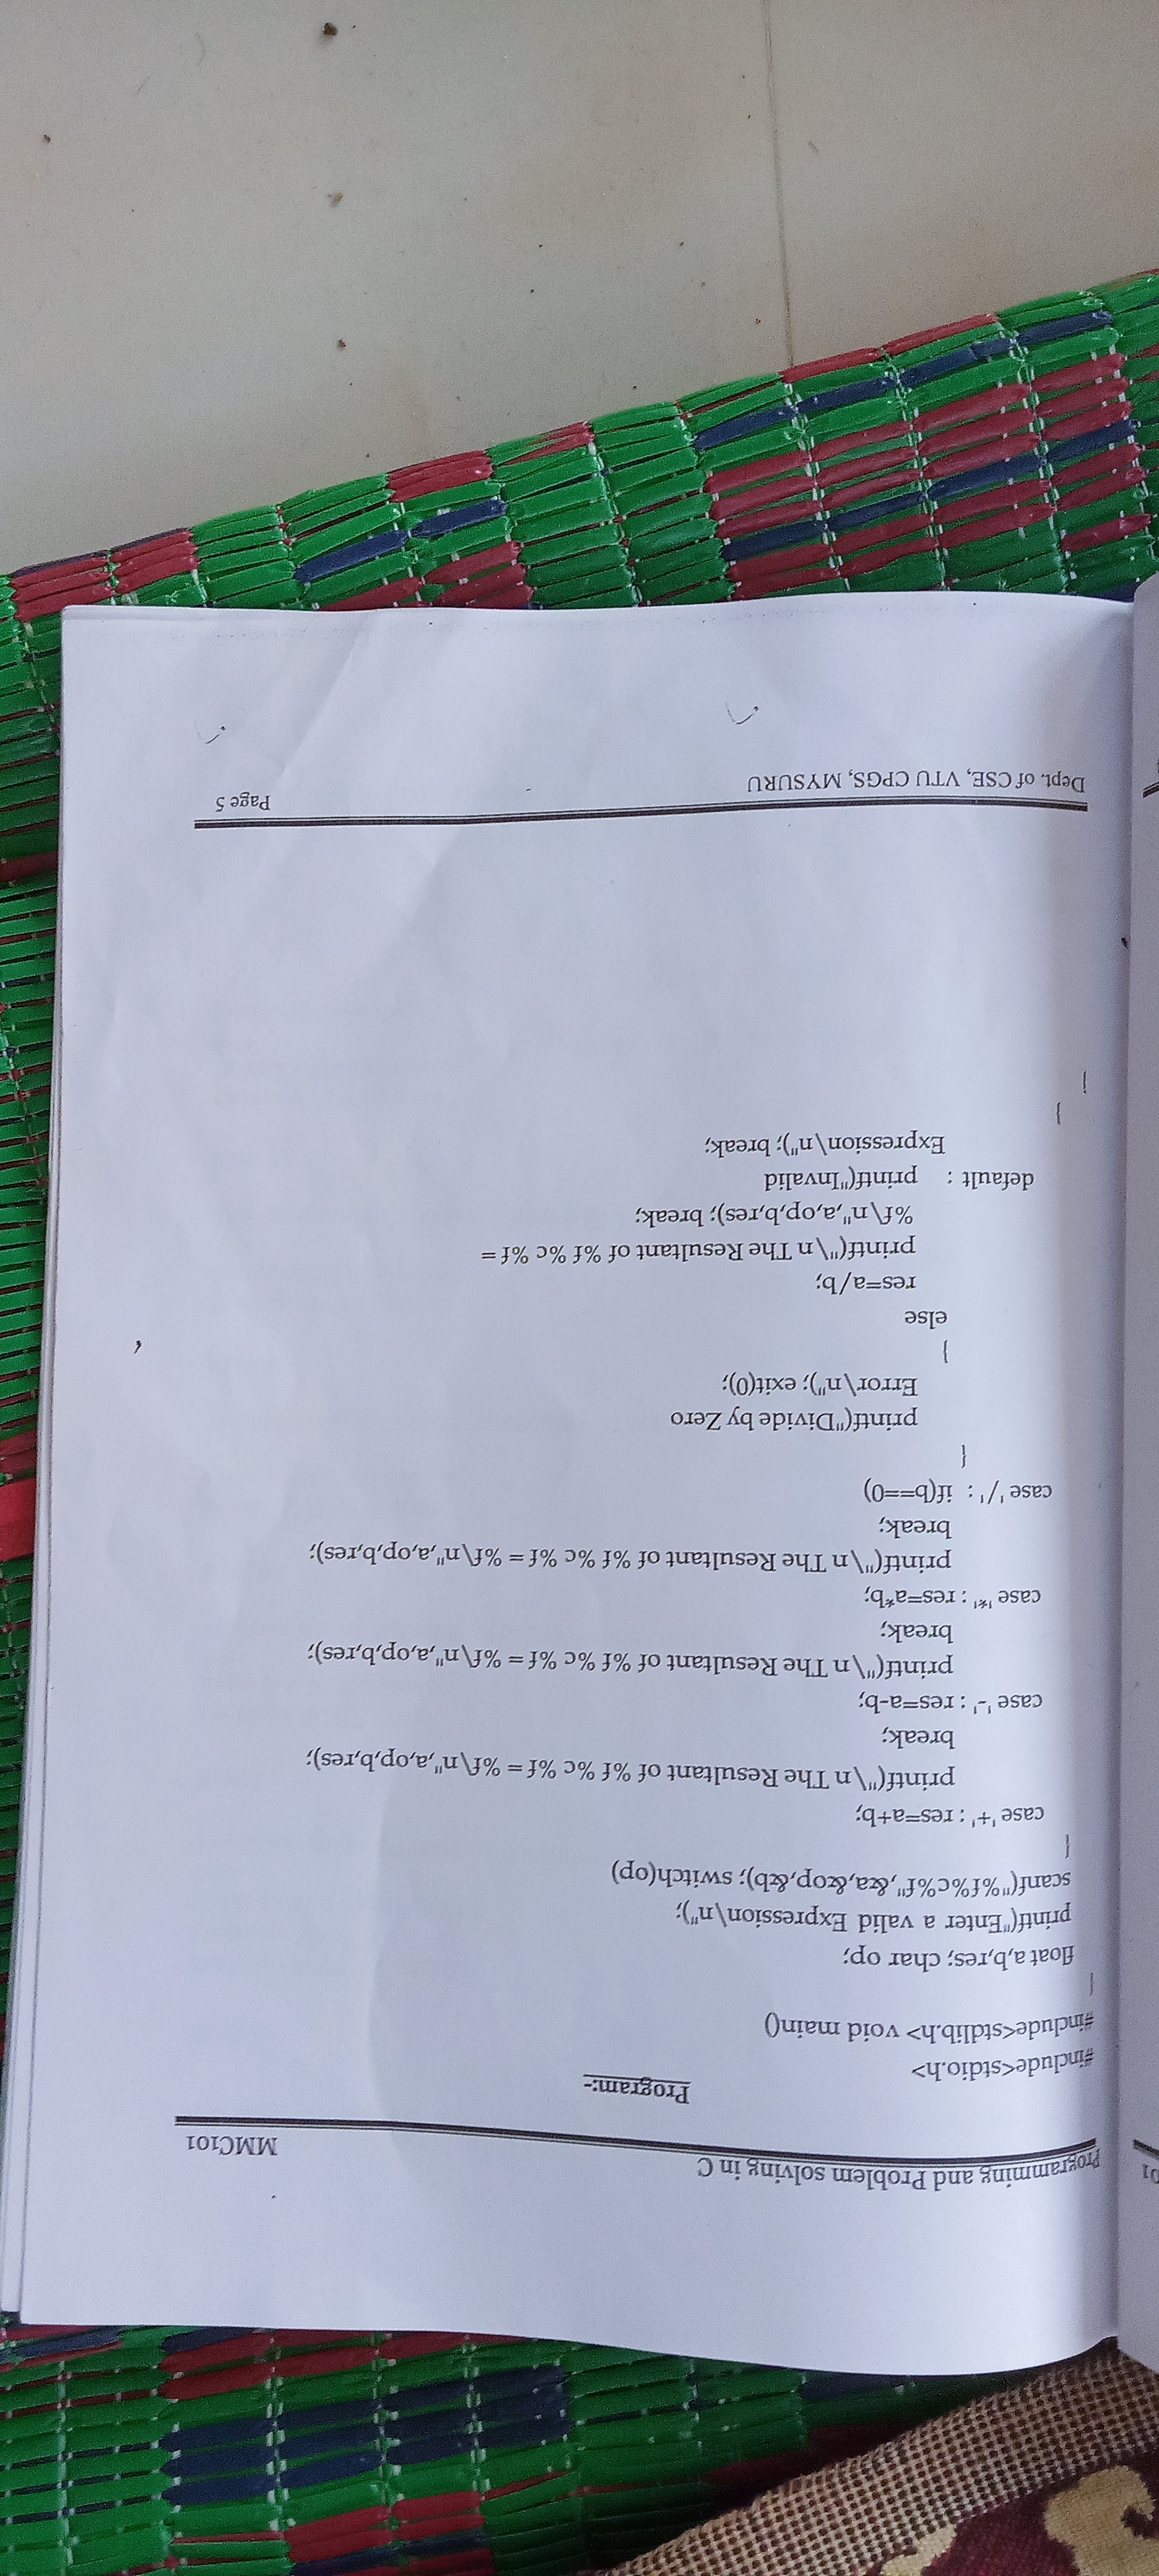 Programming and Problem solving in C MMC101
Program:-
#include<stdio.h>
#include<stdlib.h> void main()
{
float a,b,res; char op;
printf("Enter a valid Expression\n");
scanf("%f%c%f",&a,&op,&b); switch(op)
{
case '+' : res=a+b;
printf("\n The Resultant of %f %c %f = %f\n",a,op,b,res);
break;
case '-' : res=a-b;
printf("\n The Resultant of %f %c %f = %f\n",a,op,b,res);
break;
case '*' : res=a*b;
printf("\n The Resultant of %f %c %f = %f\n",a,op,b,res);
break;
case '/' : if(b==0)
{
printf("Divide by Zero
Error\n"); exit(0);
}
else
res=a/b;
printf("\n The Resultant of %f %c %f =
%f\n",a,op,b,res); break;
default : printf("Invalid
Expression\n"); break;
}
}
Dept. of CSE, VTU CPGS, MYSURU Page 5
01